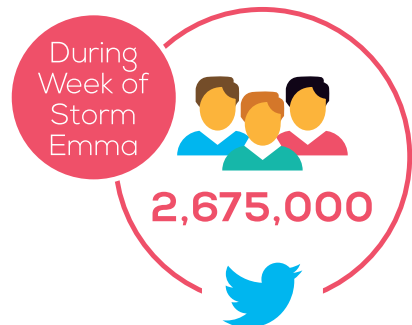 During
Week of
Storm
Emma
2,675,000